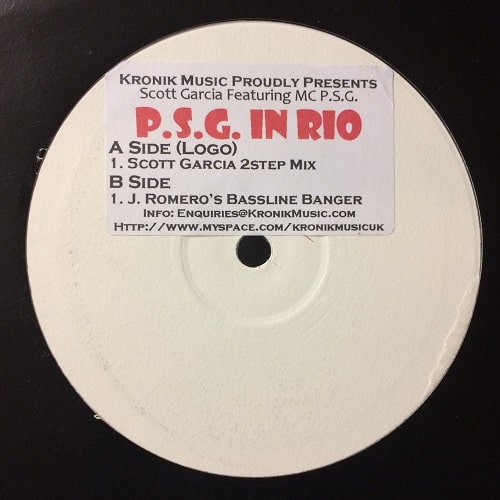 Kronik Music Proudly Presents
Scott Garcia Featuring MC P.S.G.
P.S.G. IN RIO
A Side (Logo)
1. Scott Garcia 2step Mix
B Side
1. J. Romero's Bassline Banger
Info: Enquiries@KronikMusic.com
Http://www.myspace.com/kronikmusicuk